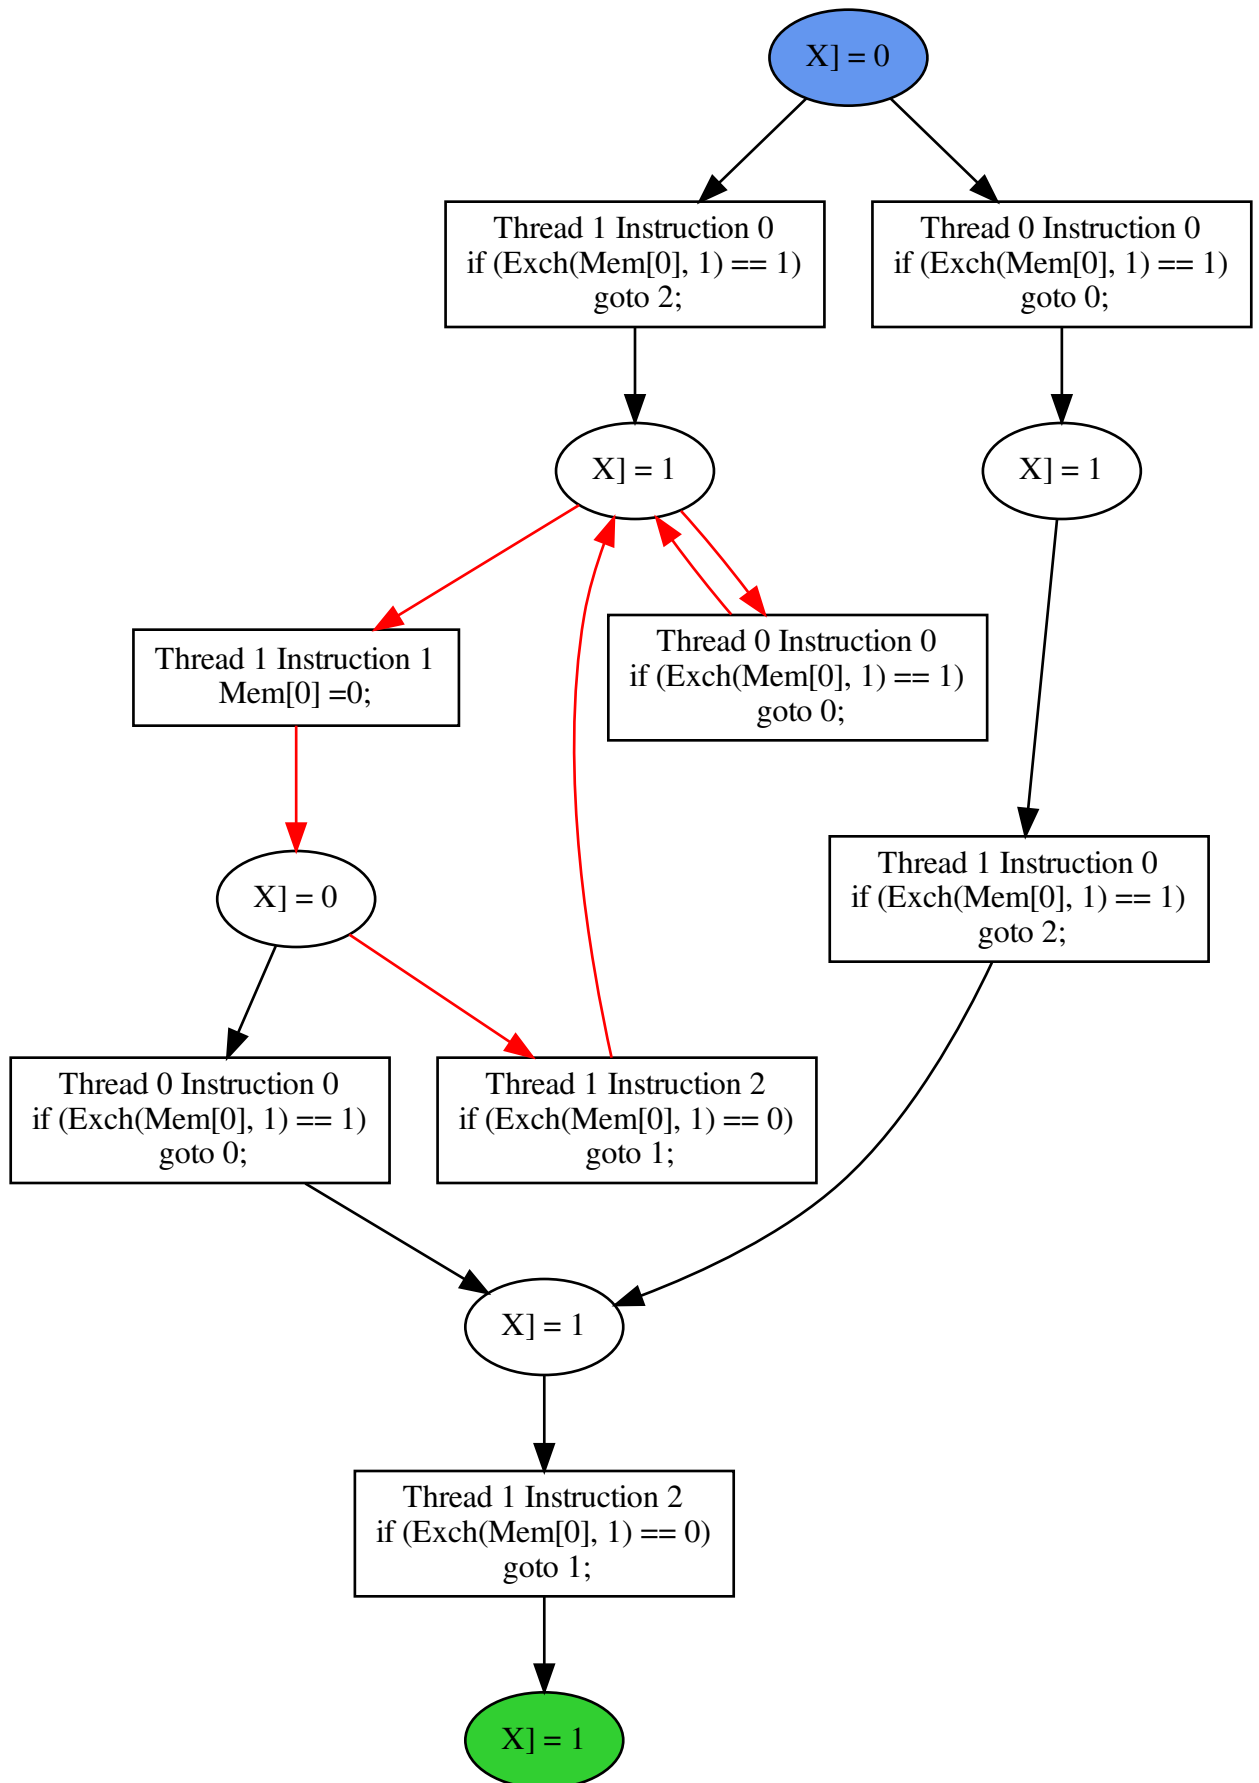 X] = 0
Thread 1 Instruction 0
if (Exch(Mem[0], 1) == 1)
goto 2;
Thread 0 Instruction 0
if (Exch(Mem[0], 1) == 1)
goto 0;
X] = 1
X] = 1
Thread 1 Instruction 1
Mem[0] =0;
Thread 0 Instruction 0
if (Exch(Mem[0], 1) == 1)
goto 0;
X] = 0
Thread 1 Instruction 0
if (Exch(Mem[0], 1) == 1)
goto 2;
Thread 0 Instruction 0
if (Exch(Mem[0], 1) == 1)
goto 0;
Thread 1 Instruction 2
if (Exch(Mem[0], 1) == 0)
goto 1;
X] = 1
Thread 1 Instruction 2
if (Exch(Mem[0], 1) == 0)
goto 1;
X] = 1